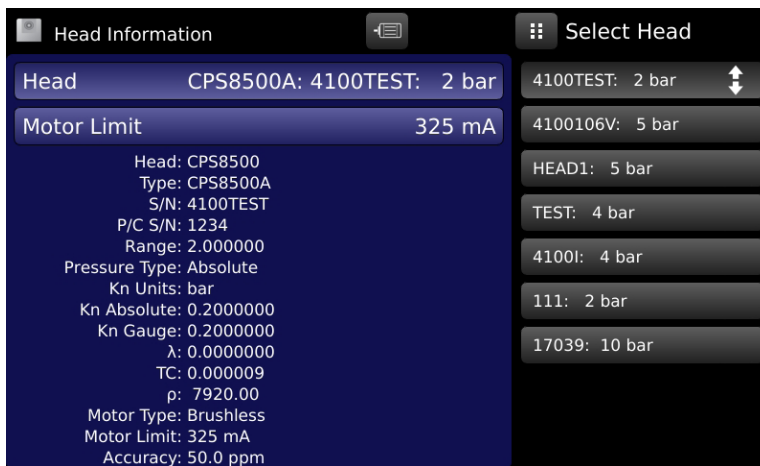 Head Information
Head CPS8500A: 4100TEST: 2 bar
Motor Limit 325 mA
Head: CPS8500
Type: CPS8500A
S/N: 4100TEST
P/C S/N: 1234
Range: 2.000000
Pressure Type: Absolute
Kn Units: bar
Kn Absolute: 0.2000000
Kn Gauge: 0.2000000
λ: 0.0000000
TC: 0.000009
ρ: 7920.00
Motor Type: Brushless
Motor Limit: 325 mA
Accuracy: 50.0 ppm
Select Head
4100TEST: 2 bar
4100106V: 5 bar
HEAD1: 5 bar
TEST: 4 bar
4100I: 4 bar
111: 2 bar
17039: 10 bar